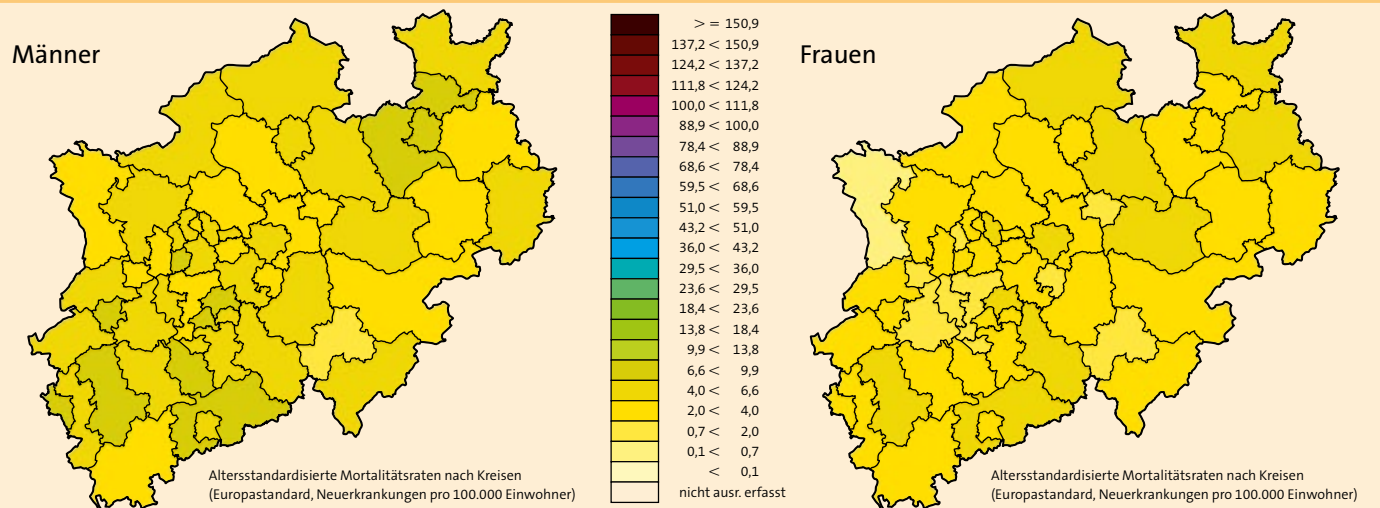 Männer
> = 150,9
137,2 < 150,9
124,2 < 137,2
111,8 < 124,2
100,0 < 111,8
88,9 < 100,0
78,4 < 88,9
68,6 < 78,4
59,5 < 68,6
51,0 < 59,5
43,2 < 51,0
36,0 < 43,2
29,5 < 36,0
23,6 < 29,5
18,4 < 23,6
13,8 < 18,4
9,9 < 13,8
6,6 < 9,9
4,0 < 6,6
2,0 < 4,0
0,7 < 2,0
0,1 < 0,7
< 0,1
nicht ausr. erfasst
Altersstandardisierte Mortalitätsraten nach Kreisen
(Europastandard, Neuerkrankungen pro 100.000 Einwohner)
Frauen
Altersstandardisierte Mortalitätsraten nach Kreisen
(Europastandard, Neuerkrankungen pro 100.000 Einwohner)